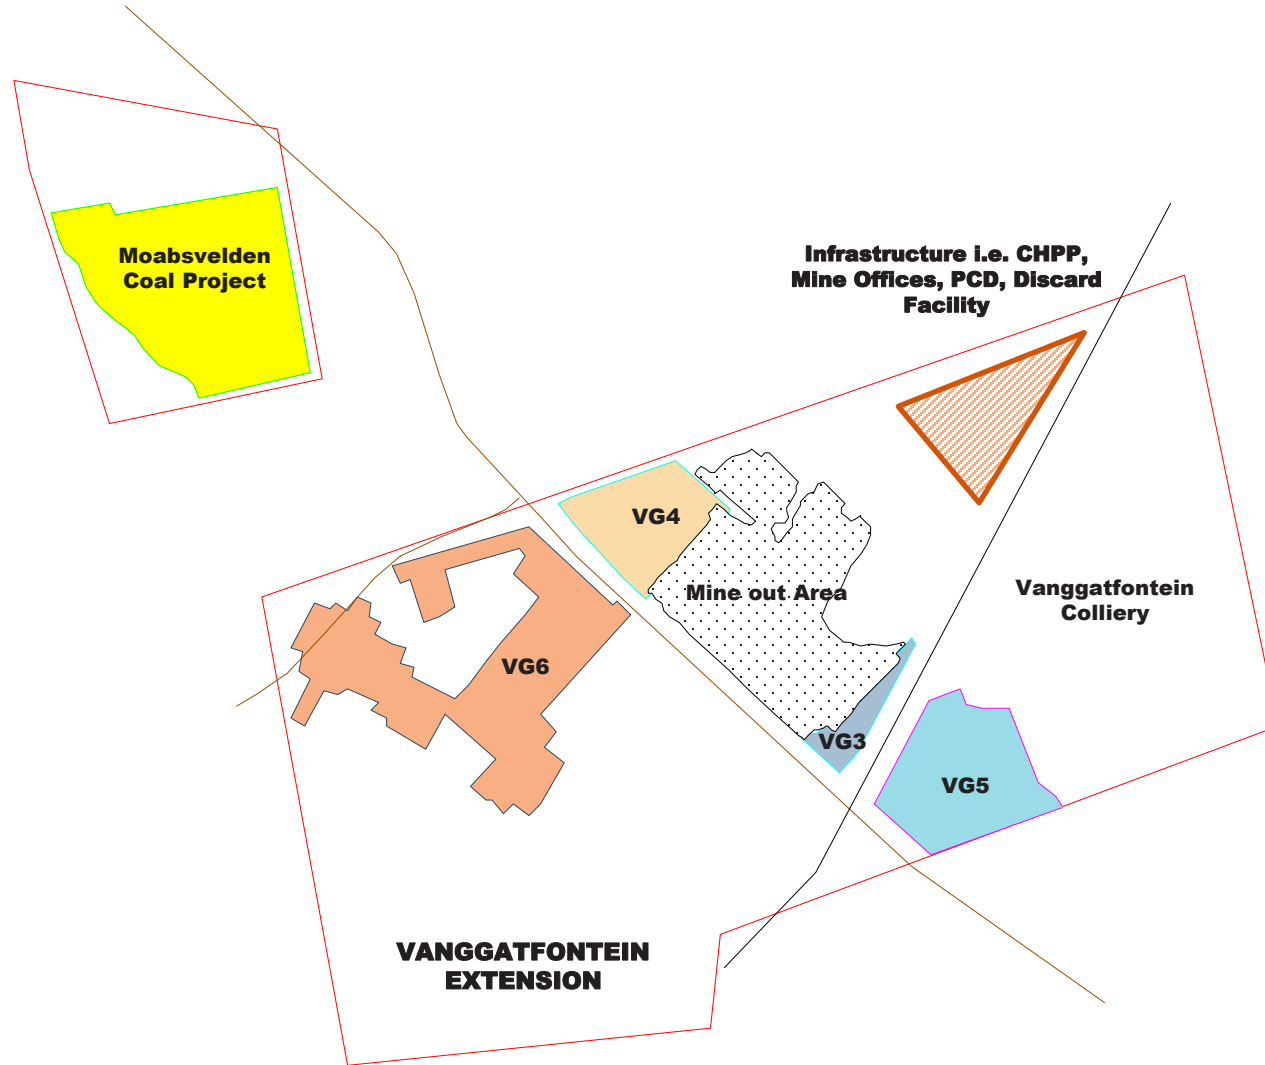 Moabsvelden
Coal Project
Infrastructure i.e. CHPP,
Mine Offices, PCD, Discard
Facility
VG4
Mine out Area
Vanggatfontein
Colliery
VG6
VG3
VG5
VANGGATFONTEIN
EXTENSION